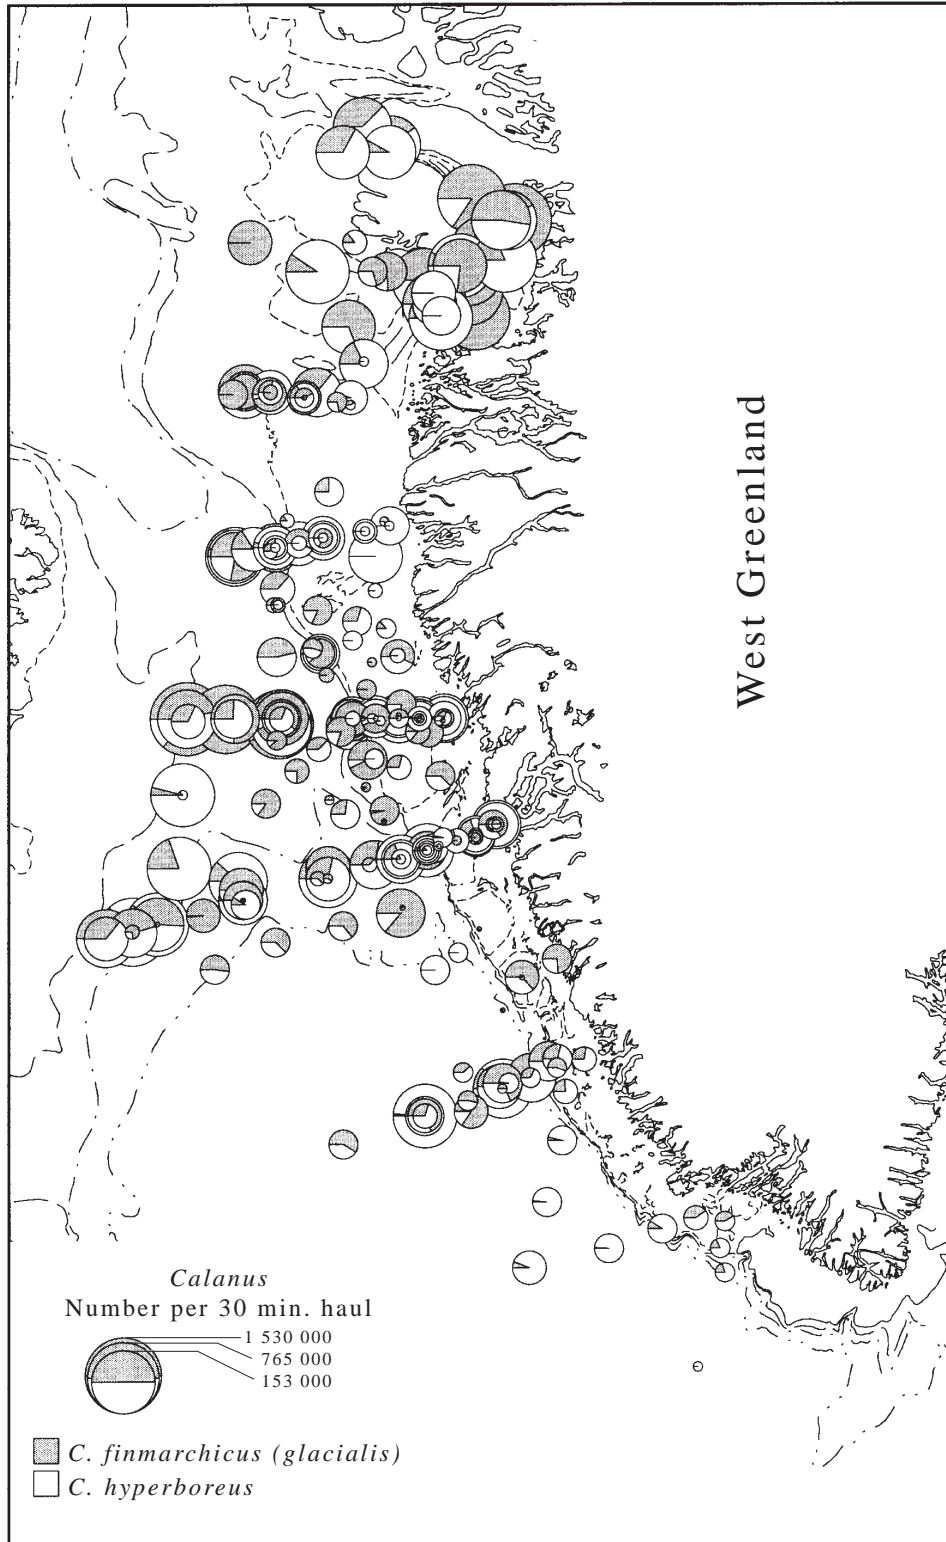 West Greenland
Calanus
Number per 30 min. haul
1 530 000
765 000
153 000
C. finmarchicus (glacialis)
C. hyperboreus